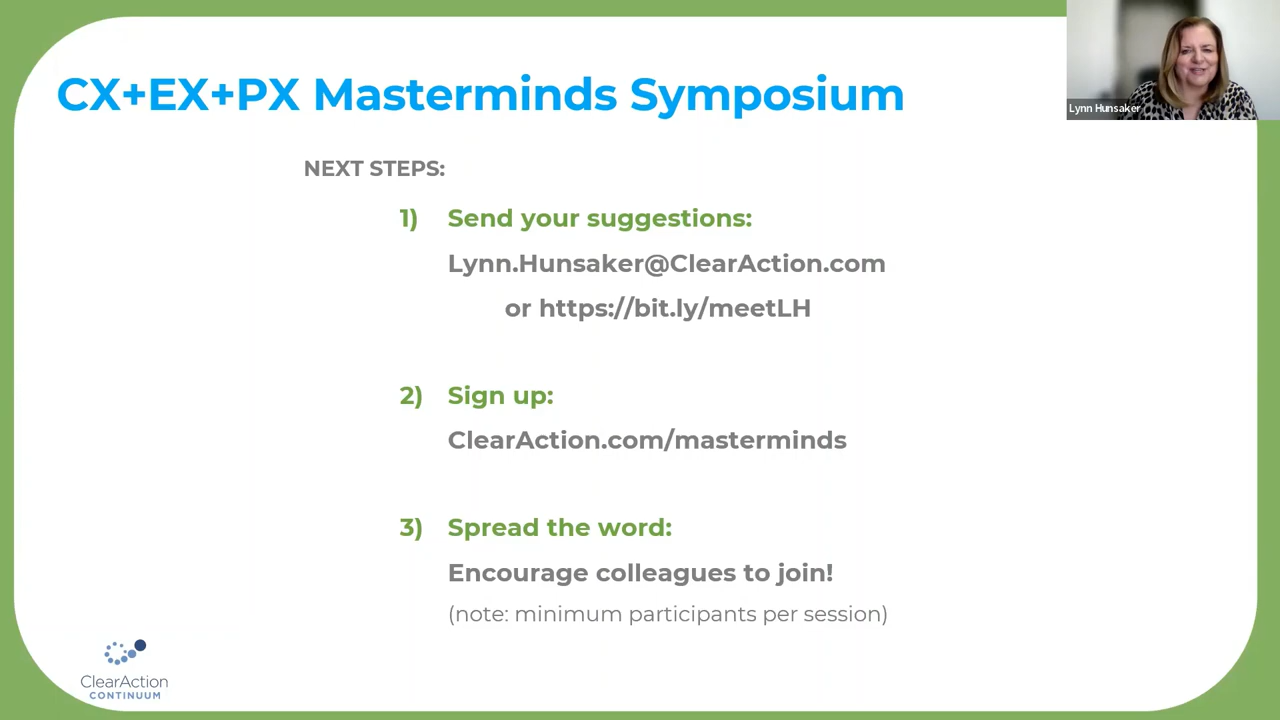 CX+EX+PX Masterminds Symposium
Lynn Hunsaker
NEXT STEPS:
1) Send your suggestions:
Lynn.Hunsaker@ClearAction.com
or https://bit.ly/meetLH
2) Sign up:
ClearAction.com/masterminds
3) Spread the word:
Encourage colleagues to join!
(note: minimum participants per session)
ClearAction
CONTINUUM